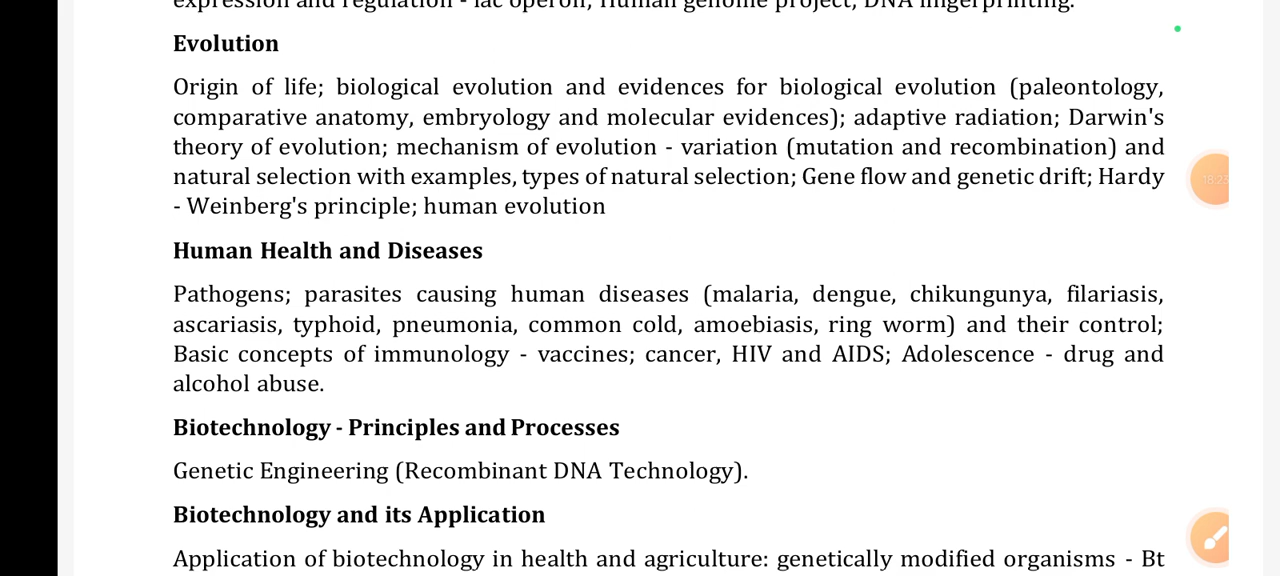 expression and regulation - lac operon, Human genome project, DNA fingerprinting.
Evolution
Origin of life; biological evolution and evidences for biological evolution (paleontology,
comparative anatomy, embryology and molecular evidences); adaptive radiation; Darwin's
theory of evolution; mechanism of evolution - variation (mutation and recombination) and
natural selection with examples, types of natural selection; Gene flow and genetic drift; Hardy
- Weinberg's principle; human evolution
18:23
Human Health and Diseases
Pathogens; parasites causing human diseases (malaria, dengue, chikungunya, filariasis,
ascariasis, typhoid, pneumonia, common cold, amoebiasis, ring worm) and their control;
Basic concepts of immunology - vaccines; cancer, HIV and AIDS; Adolescence - drug and
alcohol abuse.
Biotechnology - Principles and Processes
Genetic Engineering (Recombinant DNA Technology).
Biotechnology and its Application
Application of biotechnology in health and agriculture: genetically modified organisms - Bt